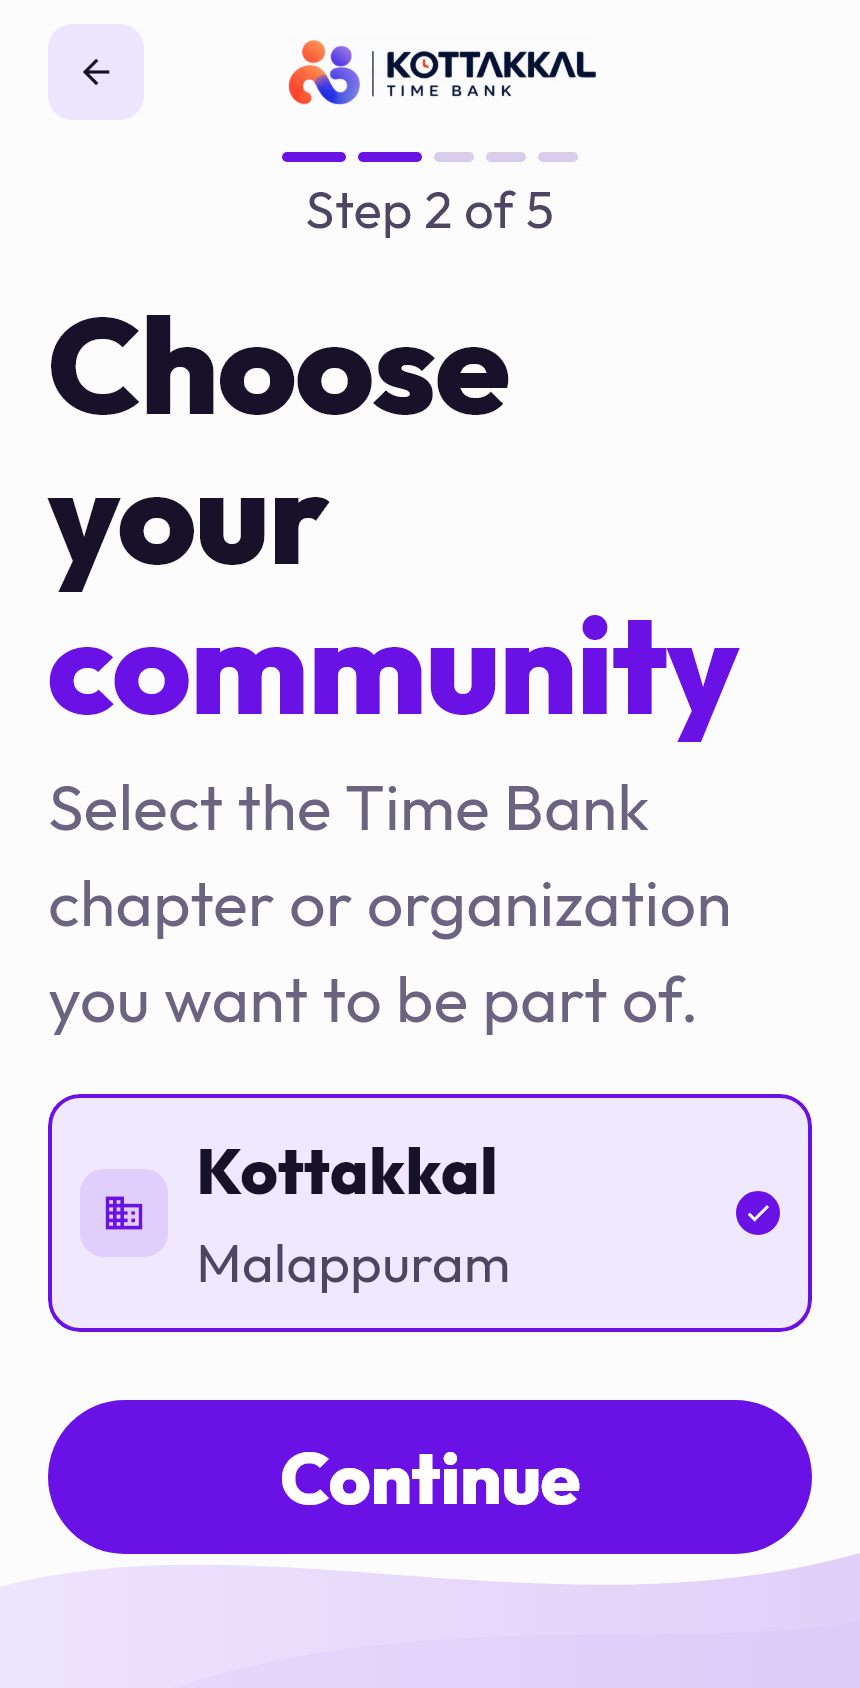 KOTTAKKAL
TIME BANK
Step 2 of 5
Choose
your
community
Select the Time Bank
chapter or organization
you want to be part of.
Kottakkal
Malappuram
Continue